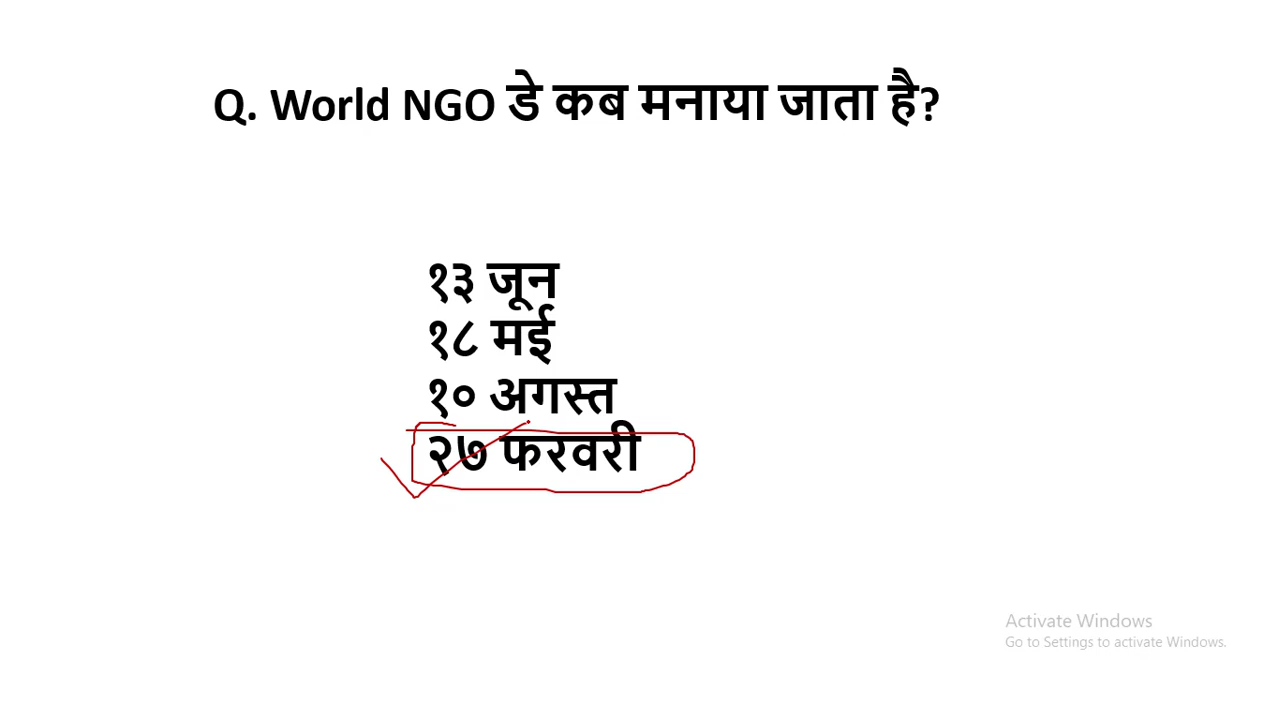 Q. World NGO डे कब मनाया जाता है?
१३ जून
१८ मई
१० अगस्त
२७ फरवरी
Activate Windows
Go to Settings to activate Windows.